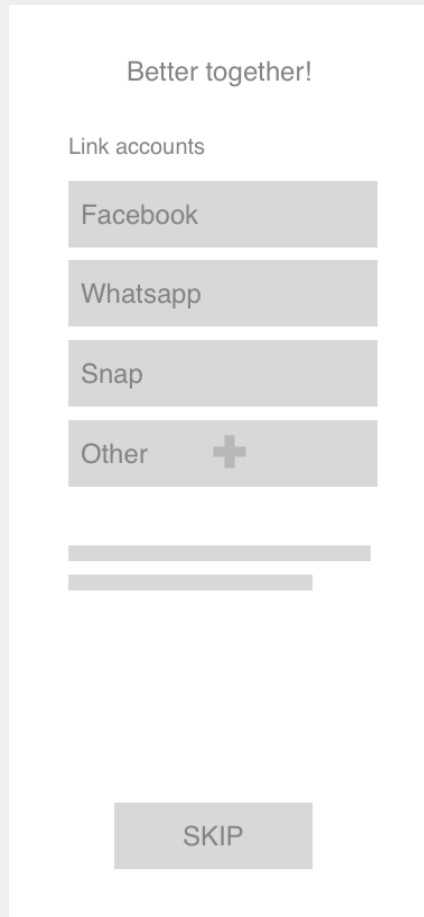 Better together!
Link accounts
Facebook
Whatsapp
Snap
Other
SKIP